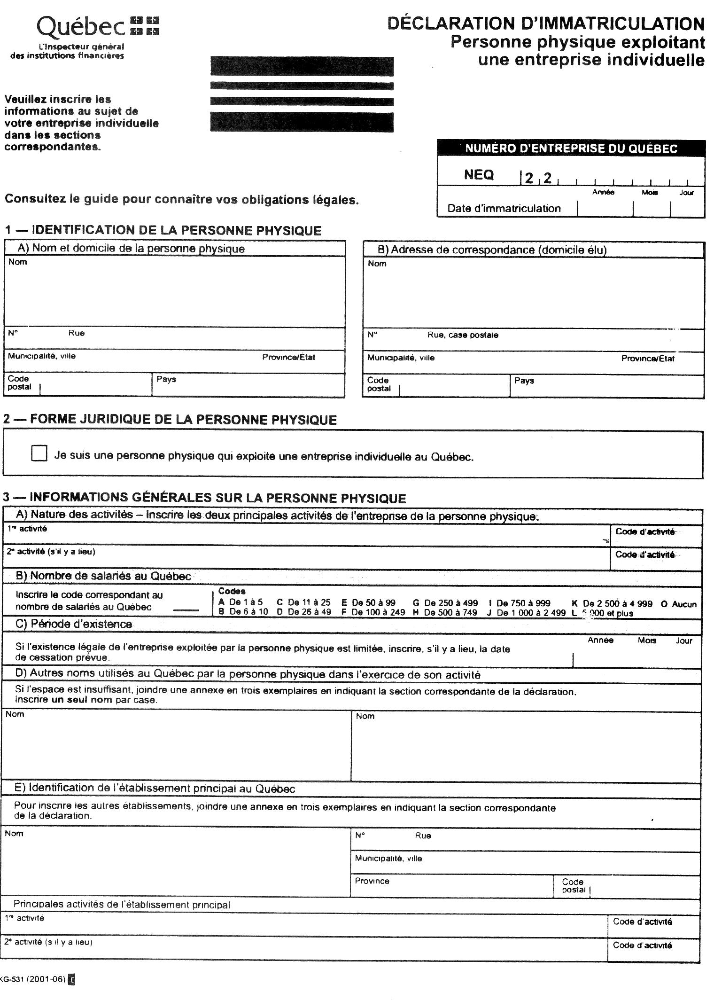 Québec
L'Inspecteur général
des institutions financières
DÉCLARATION D'IMMATRICULATION
Personne physique exploitant
une entreprise individuelle
Veuillez inscrire les
informations au sujet de
votre entreprise individuelle
dans les sections
correspondantes.
NUMÉRO D'ENTREPRISE DU QUÉBEC
NEQ 2 2
Année Mois Jour
Date d'immatriculation
Consultez le guide pour connaître vos obligations légales.
1 — IDENTIFICATION DE LA PERSONNE PHYSIQUE
A) Nom et domicile de la personne physique
Nom
N° Rue
Municipalité, ville Province/État
Code
postal
Pays
B) Adresse de correspondance (domicile élu)
Nom
N° Rue, case postale
Municipalité, ville Province/État
Code
postal
Pays
2 — FORME JURIDIQUE DE LA PERSONNE PHYSIQUE
Je suis une personne physique qui exploite une entreprise individuelle au Québec.
3 — INFORMATIONS GÉNÉRALES SUR LA PERSONNE PHYSIQUE
A) Nature des activités – Inscrire les deux principales activités de l'entreprise de la personne physique.
1re activité Code d'activité
2e activité (s'il y a lieu) Code d'activité
B) Nombre de salariés au Québec
Inscrire le code correspondant au
nombre de salariés au Québec
Codes
A De 1 à 5 C De 11 à 25 E De 50 à 99 G De 250 à 499 I De 750 à 999 K De 2 500 à 4 999 O Aucun
B De 6 à 10 D De 26 à 49 F De 100 à 249 H De 500 à 749 J De 1 000 à 2 499 L 5 000 et plus
C) Période d'existence
Année Mois Jour
Si l'existence légale de l'entreprise exploitée par la personne physique est limitée, inscrire, s'il y a lieu, la date
de cessation prévue.
D) Autres noms utilisés au Québec par la personne physique dans l'exercice de son activité
Si l'espace est insuffisant, joindre une annexe en trois exemplaires en indiquant la section correspondante de la déclaration.
Inscrire un seul nom par case.
Nom Nom
E) Identification de l'établissement principal au Québec
Pour inscrire les autres établissements, joindre une annexe en trois exemplaires en indiquant la section correspondante
de la déclaration.
Nom
N° Rue
Municipalité, ville
Province
Code
postal
Principales activités de l'établissement principal
1re activité Code d'activité
2e activité (s'il y a lieu) Code d'activité
KG-531 (2001-06)